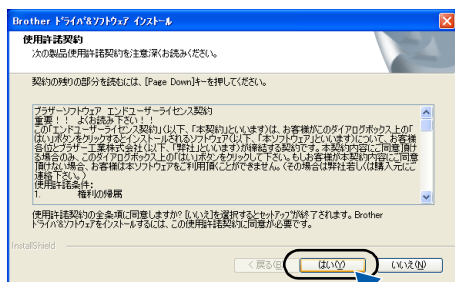 Brother ﾄﾞﾗｲﾊﾞ&ｿﾌﾄｳｪｱ ｲﾝｽﾄｰﾙ
使用許諾契約
次の製品使用許諾契約を注意深くお読みください。
契約の残りの部分を読むには、[Page Down]キーを押してください。
ブラザーソフトウェア エンドユーザーライセンス契約
重要！！ よくお読み下さい！！
この「エンドユーザーライセンス契約」(以下、「本契約」といいます)は、お客様がこのダイアログボックス上の「
はい」ボタンをクリックするとインストールされるソフトウェア(以下、「本ソフトウェア」といいます)について、お客様
各位とブラザー工業株式会社(以下、「弊社」といいます)が締結する契約です。本契約内容にご同意頂け
る場合のみ、このダイアログボックス上の「はい」ボタンをクリックして下さい。もしお客様が本契約内容にご同意
頂けない場合、お客様は本ソフトウェアをご利用頂くことができません。(その場合は弊社若しくは購入元にご
連絡下さい。)
使用許諾条件:
1. 権利の帰属
使用許諾契約の全条項に同意しますか? [いいえ]を選択するとｾｯﾄｱｯﾌﾟが終了されます。Brother
ﾄﾞﾗｲﾊﾞ&ｿﾌﾄｳｪｱをｲﾝｽﾄｰﾙするには、この使用許諾契約に同意が必要です。
InstallShield
< 戻る(B) はい(Y) いいえ(N)